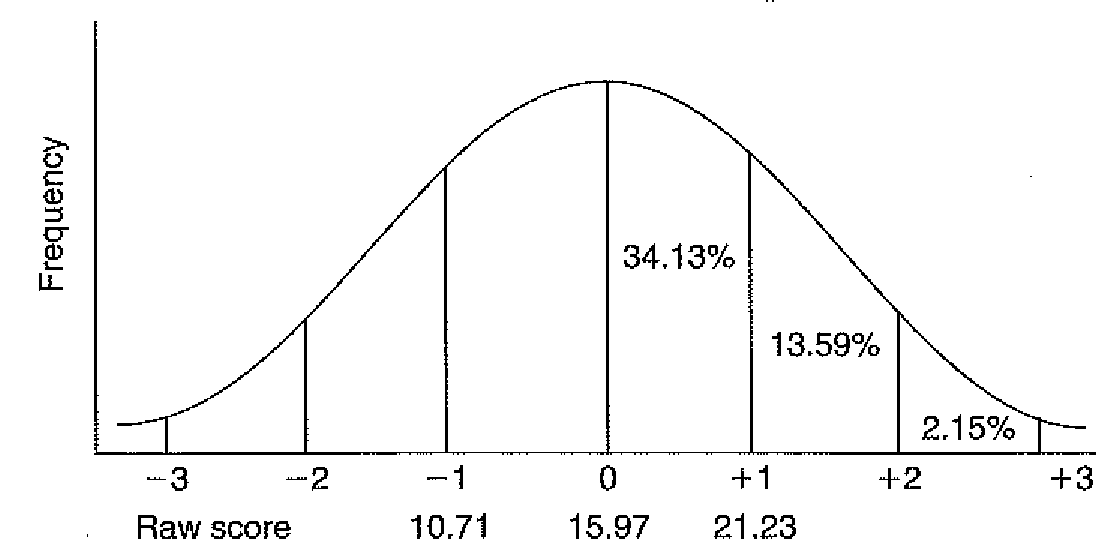 Frequency
34.13%
13.59%
2.15%
−3 −2 −1 0 +1 +2 +3
Raw score 10.71 15.97 21.23